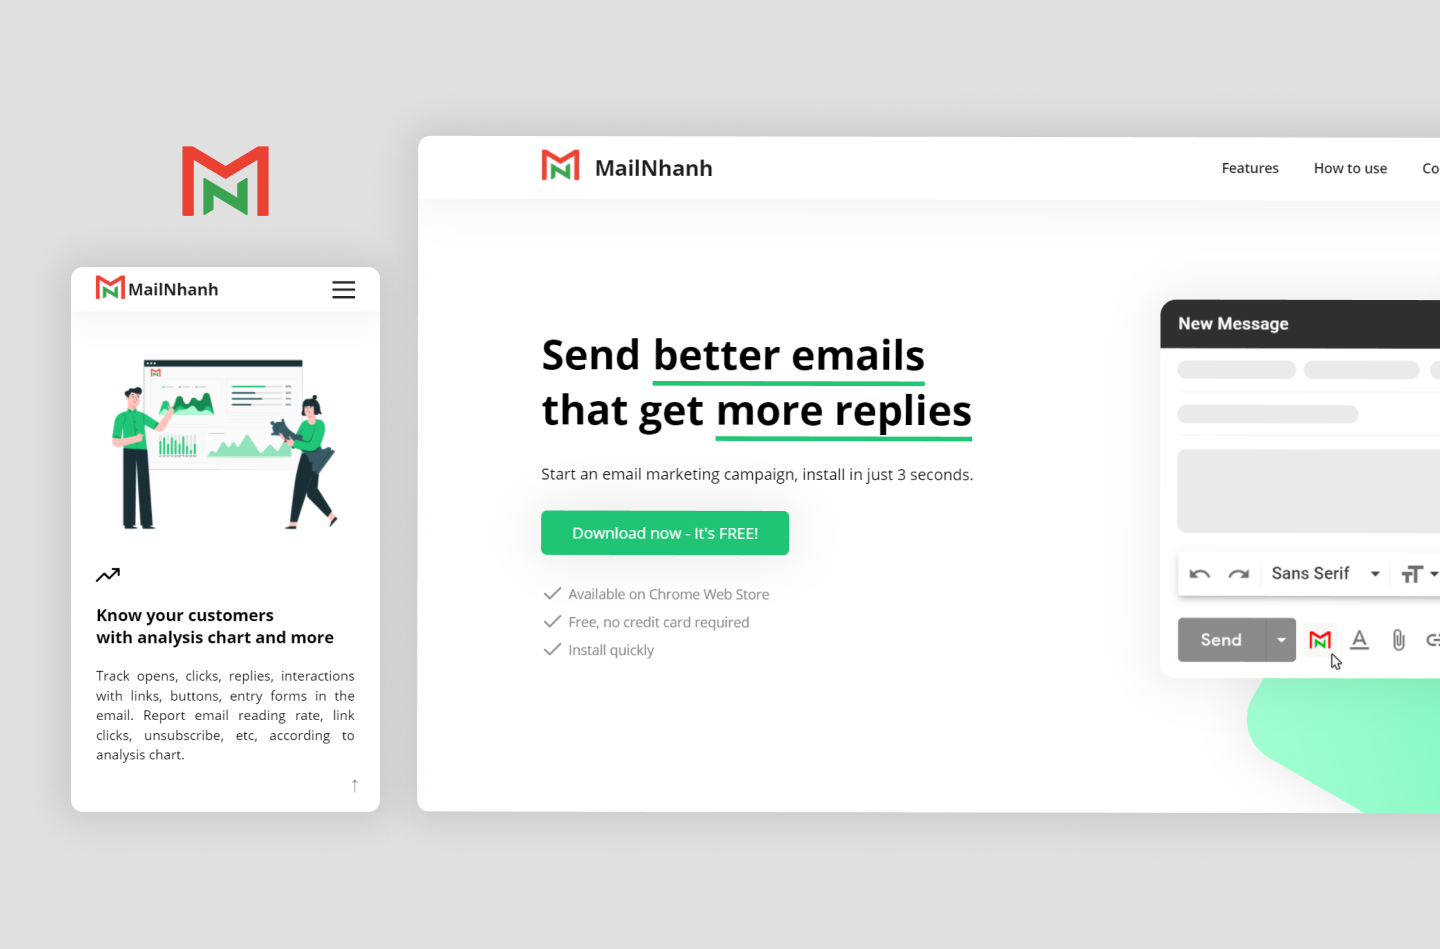 MailNhanh
Know your customers
with analysis chart and more
Track opens, clicks, replies, interactions
with links, buttons, entry forms in the
email. Report email reading rate, link
clicks, unsubscribe, etc, according to
analysis chart.
↑
MailNhanh
Features How to use Co
Send better emails
that get more replies
Start an email marketing campaign, install in just 3 seconds.
Download now - It's FREE!
Available on Chrome Web Store
Free, no credit card required
Install quickly
New Message
Sans Serif
Send